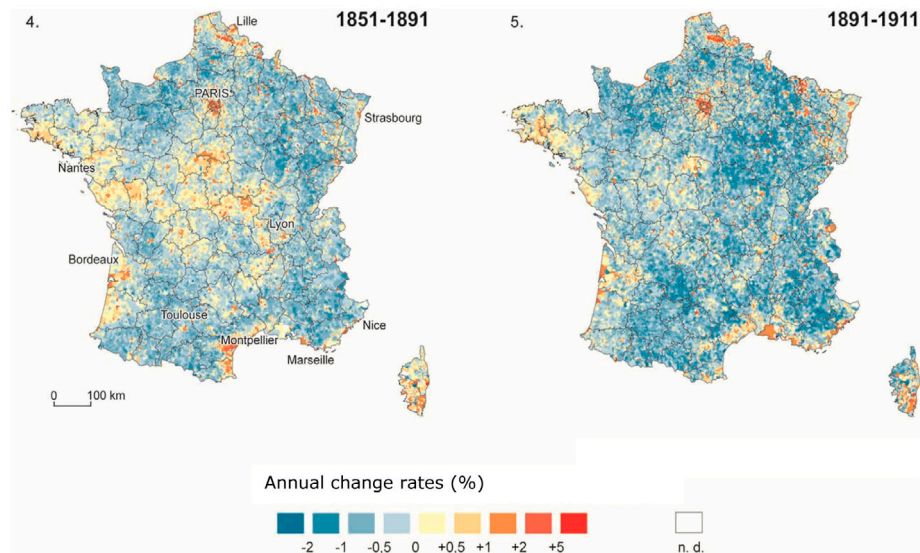 4.
1851-1891
Lille
PARIS
Strasbourg
Nantes
Lyon
Bordeaux
Toulouse
Nice
Montpellier
Marseille
0 100 km
5.
1891-1911
Annual change rates (%)
-2 -1 -0.5 0 +0.5 +1 +2 +5
n. d.